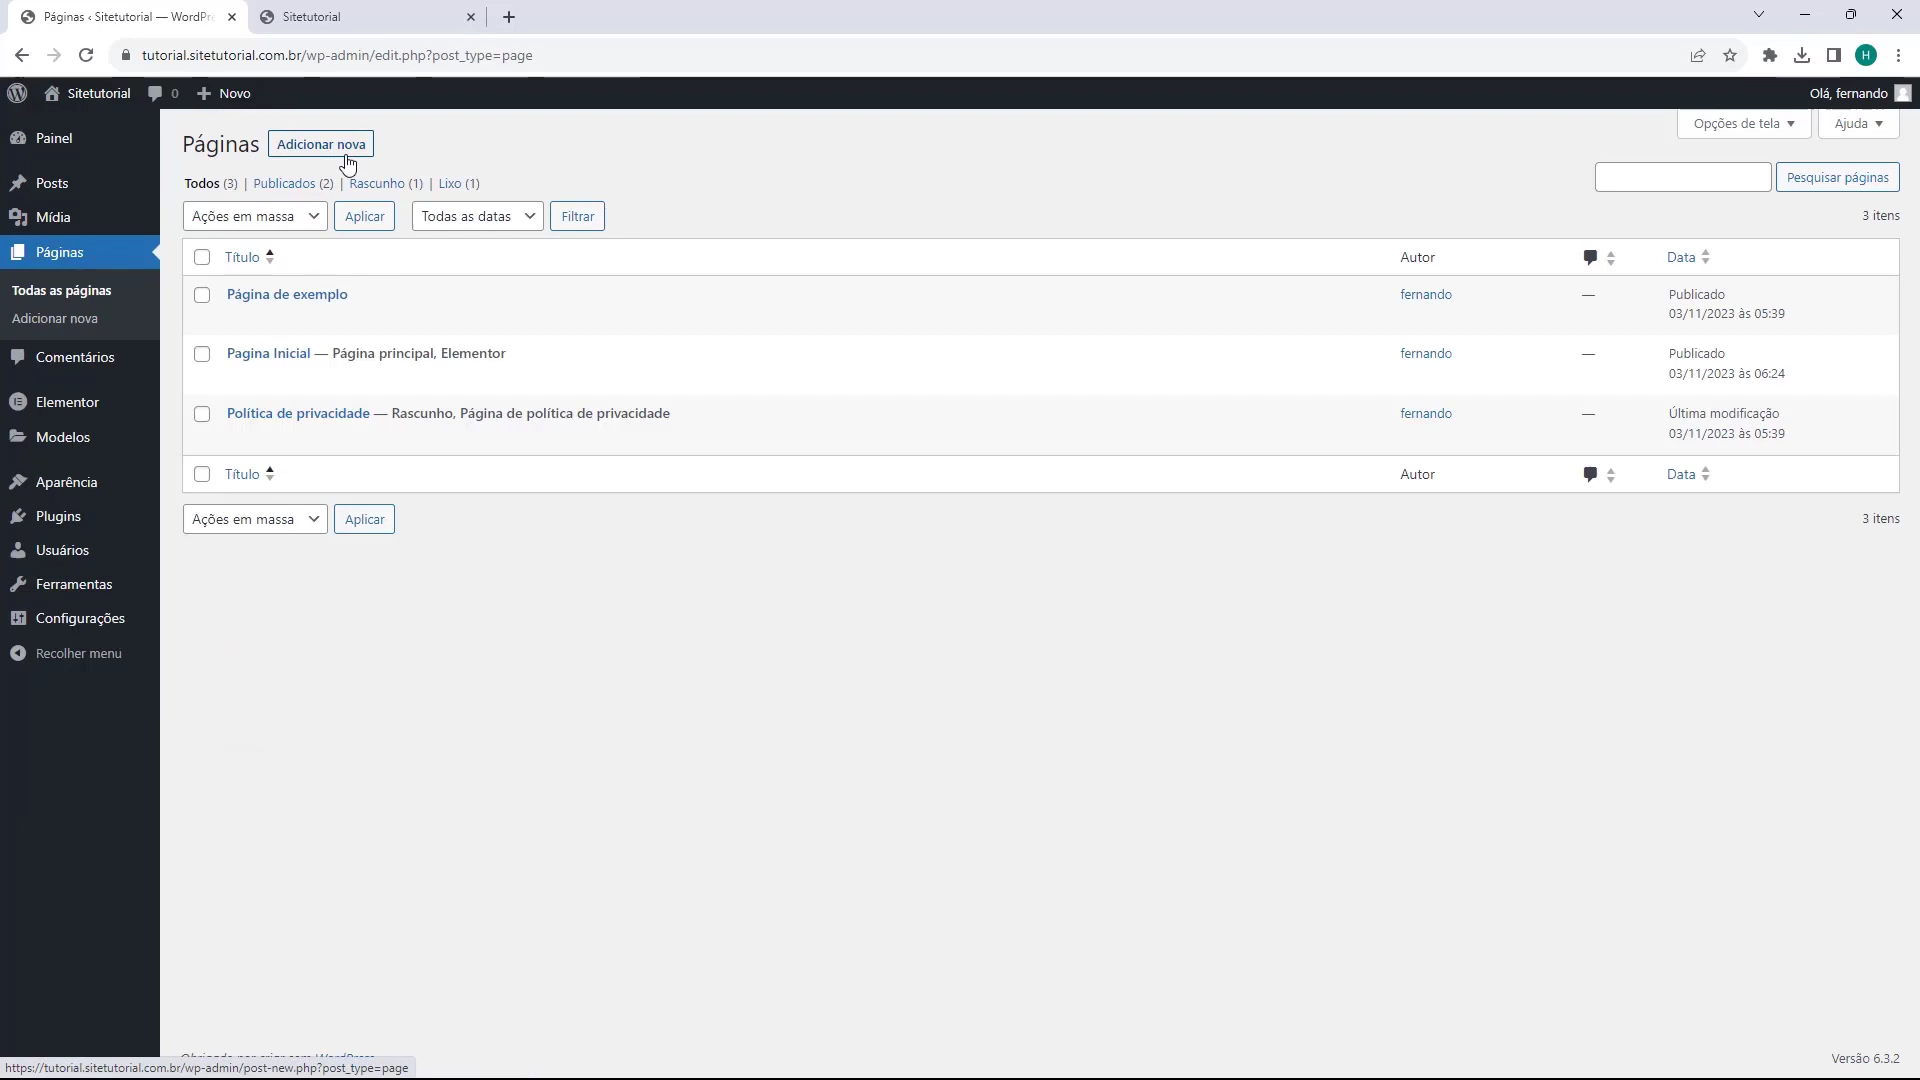 Páginas ‹ Sitetutorial — WordPr
Sitetutorial
tutorial.sitetutorial.com.br/wp-admin/edit.php?post_type=page
H
Sitetutorial 0 Novo
Olá, fernando
Painel
Posts
Mídia
Páginas
Todas as páginas
Adicionar nova
Comentários
Elementor
Modelos
Aparência
Plugins
Usuários
Ferramentas
Configurações
Recolher menu
Páginas Adicionar nova
Opções de tela ▼ Ajuda ▼
Todos (3) | Publicados (2) | Rascunho (1) | Lixo (1)
Pesquisar páginas
Ações em massa Aplicar Todas as datas Filtrar
3 itens
Título Autor Data
Página de exemplo fernando — Publicado
03/11/2023 às 05:39
Pagina Inicial — Página principal, Elementor fernando — Publicado
03/11/2023 às 06:24
Política de privacidade — Rascunho, Página de política de privacidade fernando — Última modificação
03/11/2023 às 05:39
Título Autor Data
Ações em massa Aplicar
3 itens
Obrigado por criar com WordPress
Versão 6.3.2
https://tutorial.sitetutorial.com.br/wp-admin/post-new.php?post_type=page